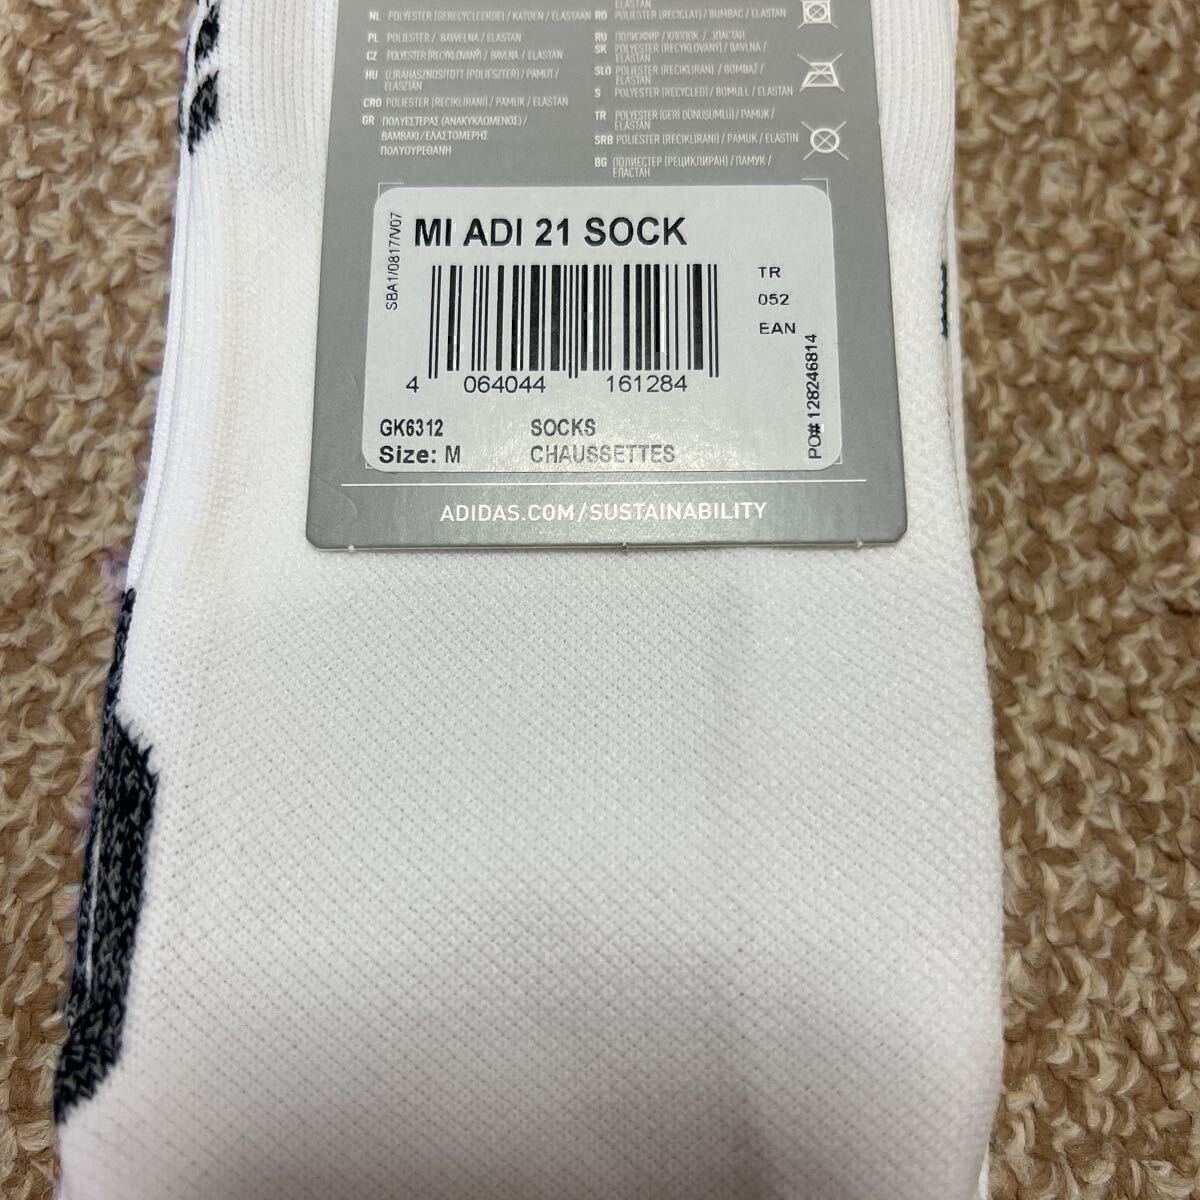 ELASTAN
NL POLYESTER (GERECYCLEERDE) / KATOEN / ELASTAAN
PL POLIESTER / BAWEŁNA / ELASTAN
CZ POLYESTER (RECYKLOVANÝ) / BAVLNA / ELASTAN
HU ÚJRAHASZNOSÍTOTT (POLIÉSZTER) / PAMUT /
ELASZTÁN
CRO POLIESTER (RECIKLIRANI) / PAMUK / ELASTAN
GR ΠΟΛΥΕΣΤΕΡΑΣ (ΑΝΑΚΥΚΛΩΜΕΝΟΣ) /
ΒΑΜΒΑΚΙ / ΕΛΑΣΤΟΜΕΡΗΣ
ΠΟΛΥΟΥΡΕΘΑΝΗ
RO POLIESTER (RECICLAT) / BUMBAC / ELASTAN
RU ПОЛИЭФИР / ХЛОПОК / ЭЛАСТАН
SK POLYESTER (RECYKLOVANÝ) / BAVLNA /
ELASTAN
SLO POLIESTER (RECIKLIRAN) / BOMBAŽ /
ELASTAN
S POLYESTER (RECYCLED) / BOMULL / ELASTAN
TR POLYESTER (GERİ DÖNÜŞÜMLÜ) / PAMUK /
ELASTAN
SRB POLIESTER (RECIKLIRANI) / PAMUK / ELASTIN
BG ПОЛИЕСТЕР (РЕЦИКЛИРАН) / ПАМУК /
ЕЛАСТАН
SBA1/0817/V07
MI ADI 21 SOCK
TR
052
EAN
4 064044 161284
PO# 128246814
GK6312 SOCKS
Size: M CHAUSSETTES
ADIDAS.COM/SUSTAINABILITY